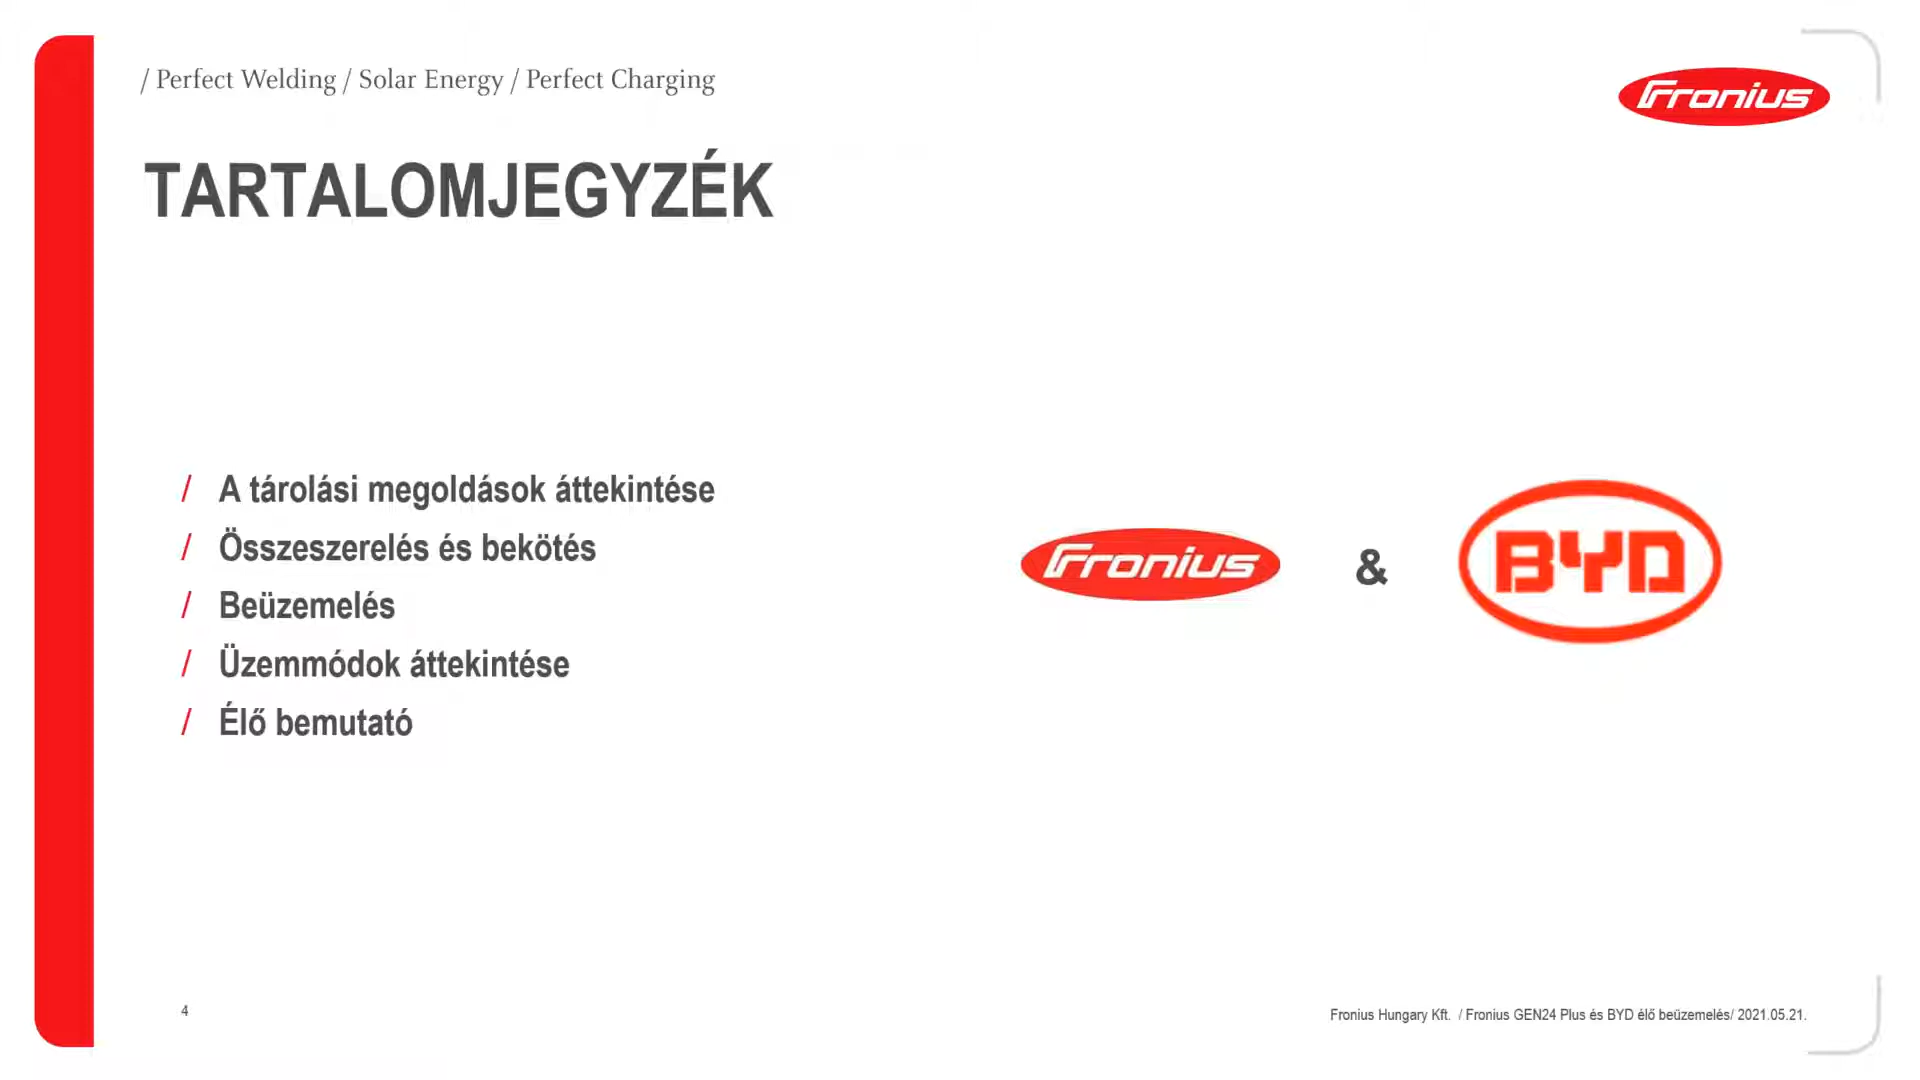 / Perfect Welding / Solar Energy / Perfect Charging
Fronius
TARTALOMJEGYZÉK
/ A tárolási megoldások áttekintése
/ Összeszerelés és bekötés
/ Beüzemelés
/ Üzemmódok áttekintése
/ Élő bemutató
Fronius & BYD
4
Fronius Hungary Kft. / Fronius GEN24 Plus és BYD élő beüzemelés/ 2021.05.21.